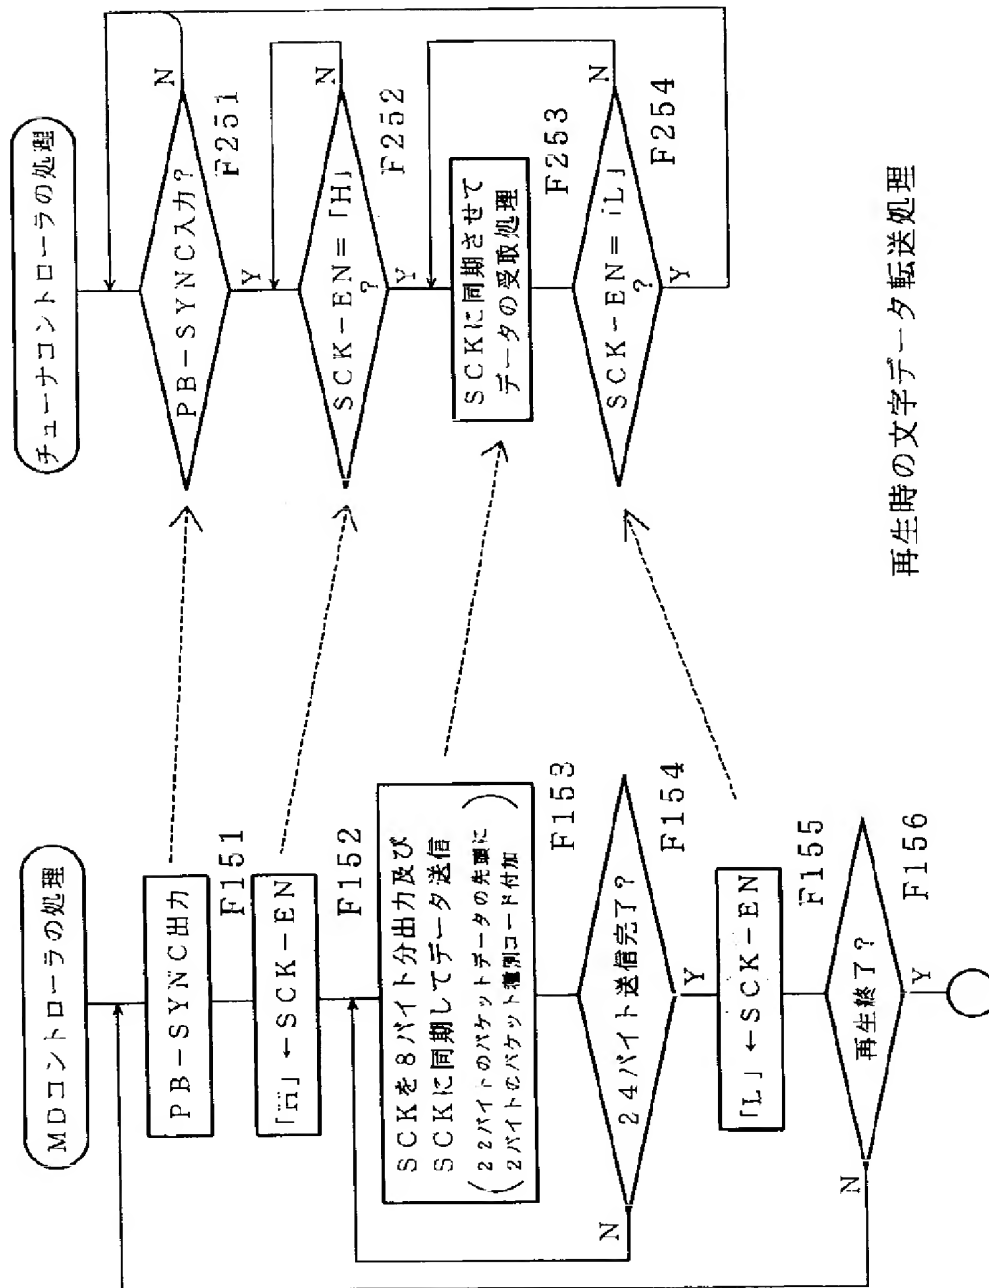 MDコントローラの処理
PB-SYNC出力
F151
「H」←SCK-EN
F152
SCKを8バイト分出力及び
SCKに同期してデータ送信
(22バイトのパケットデータの先頭に
2バイトのパケット種別コード付加)
F153
24バイト送信完了?
N
Y
F154
「L」←SCK-EN
F155
再生終了?
N
Y
F156
チューナコントローラの処理
PB-SYNC入力?
N
Y
F251
SCK-EN=「H」
?
N
Y
F252
SCKに同期させて
データの受取処理
F253
SCK-EN=「L」
?
N
Y
F254
再生時の文字データ転送処理